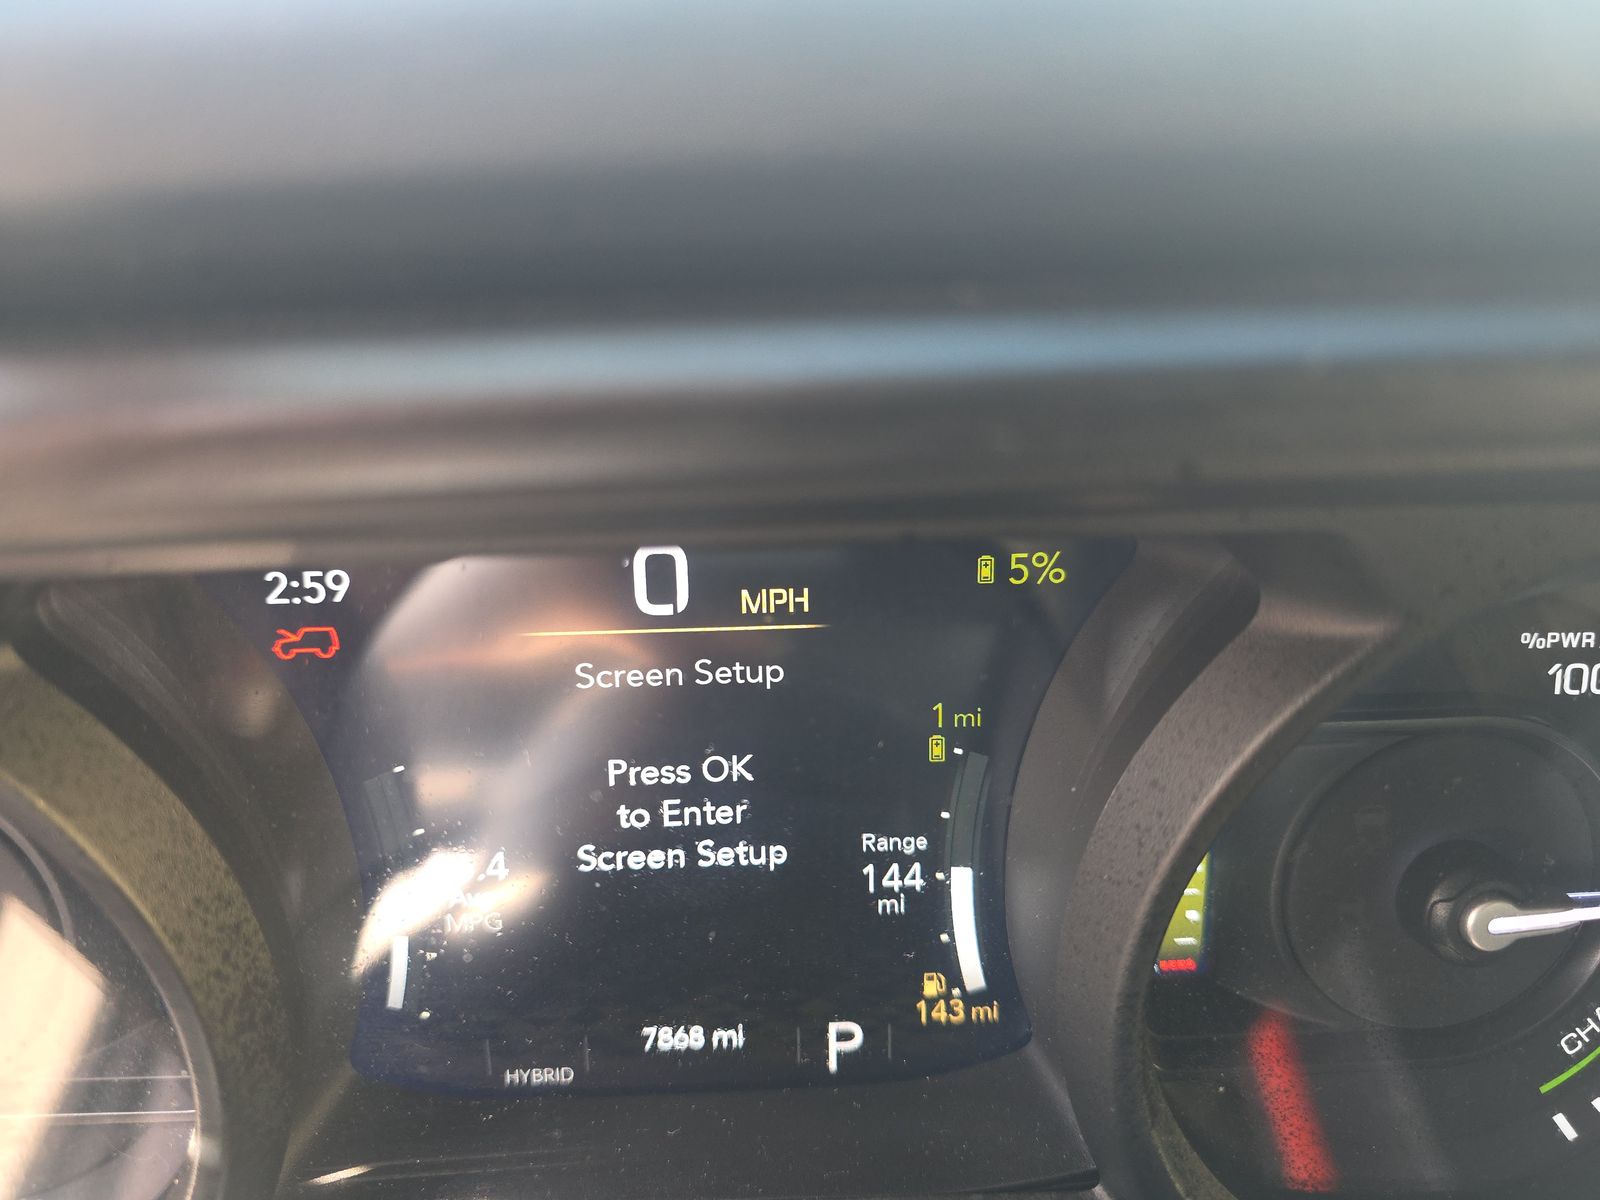 2:59
0 MPH
5%
Screen Setup
1 mi
Press OK
to Enter
Screen Setup
Range
144
mi
MPG
143 mi
7868 mi
P
HYBRID
%PWR